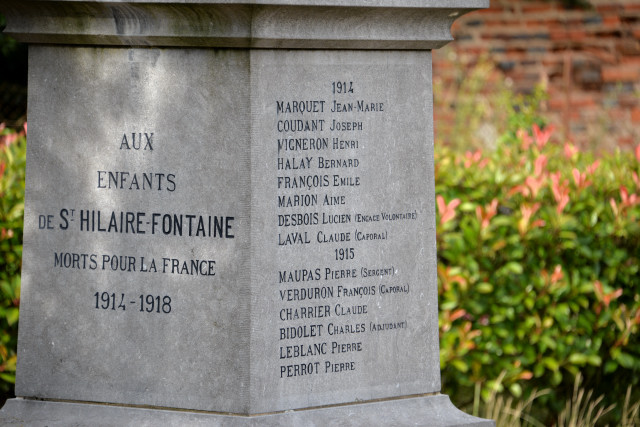 AUX
ENFANTS
DE ST HILAIRE-FONTAINE
MORTS POUR LA FRANCE
1914-1918
1914
MARQUET JEAN-MARIE
COUDANT JOSEPH
VIGNERON HENRI
HALAY BERNARD
FRANÇOIS EMILE
MARION AIMÉ
DESBOIS LUCIEN (ENGAGÉ VOLONTAIRE)
LAVAL CLAUDE (CAPORAL)
1915
MAUPAS PIERRE (SERGENT)
VERDURON FRANÇOIS (CAPORAL)
CHARRIER CLAUDE
BIDOLET CHARLES (ADJUDANT)
LEBLANC PIERRE
PERROT PIERRE